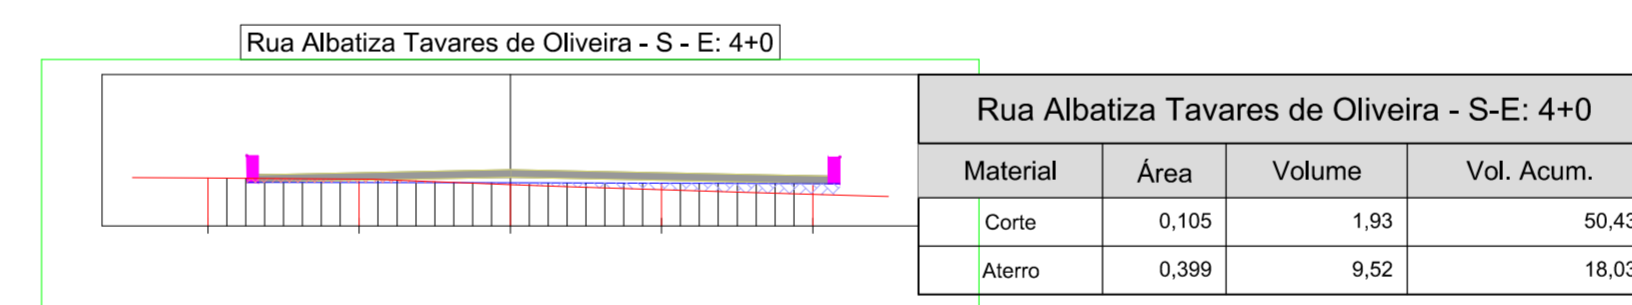 Rua Albatiza Tavares de Oliveira - S - E: 4+0
Rua Albatiza Tavares de Oliveira - S-E: 4+0
Material Área Volume Vol. Acum.
Corte 0,105 1,93 50,43
Aterro 0,399 9,52 18,03